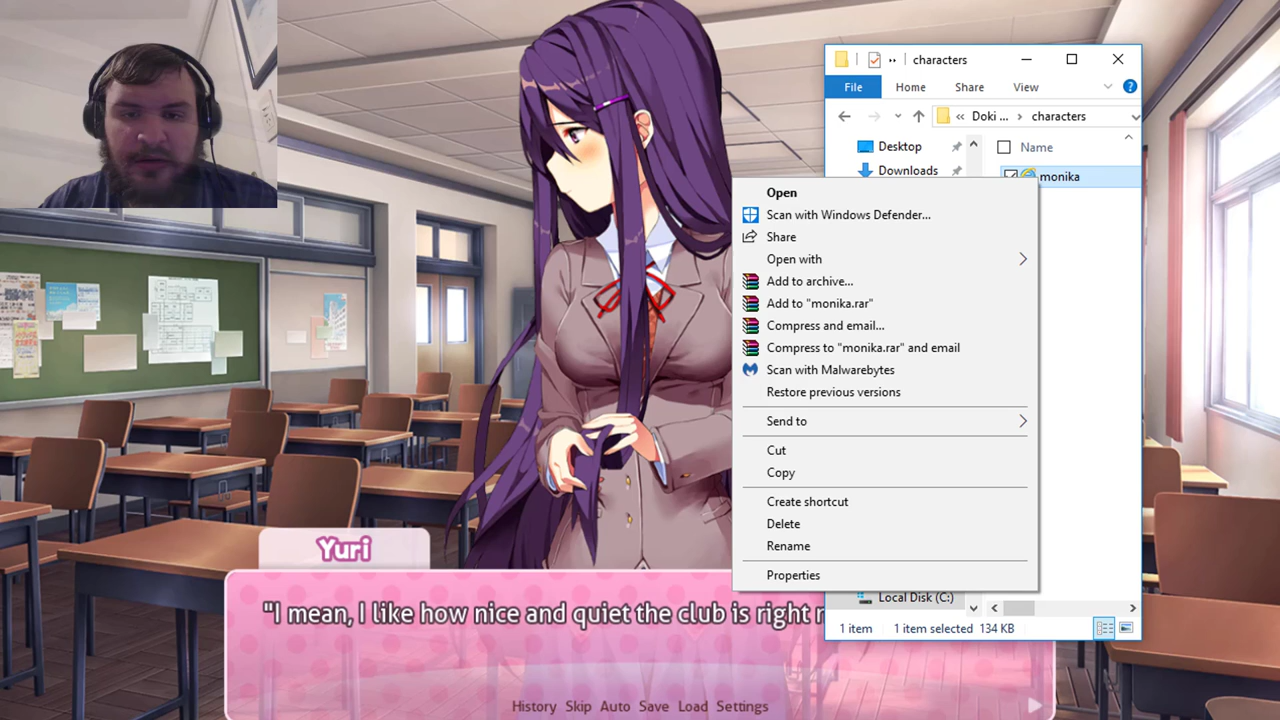 characters
File Home Share View
Doki ... characters
Desktop
Downloads
Name
monika
Open
Scan with Windows Defender...
Share
Open with
Add to archive...
Add to "monika.rar"
Compress and email...
Compress to "monika.rar" and email
Scan with Malwarebytes
Restore previous versions
Send to
Cut
Copy
Create shortcut
Delete
Rename
Properties
Local Disk (C:)
1 item 1 item selected 134 KB
Yuri
"I mean, I like how nice and quiet the club is right
History Skip Auto Save Load Settings